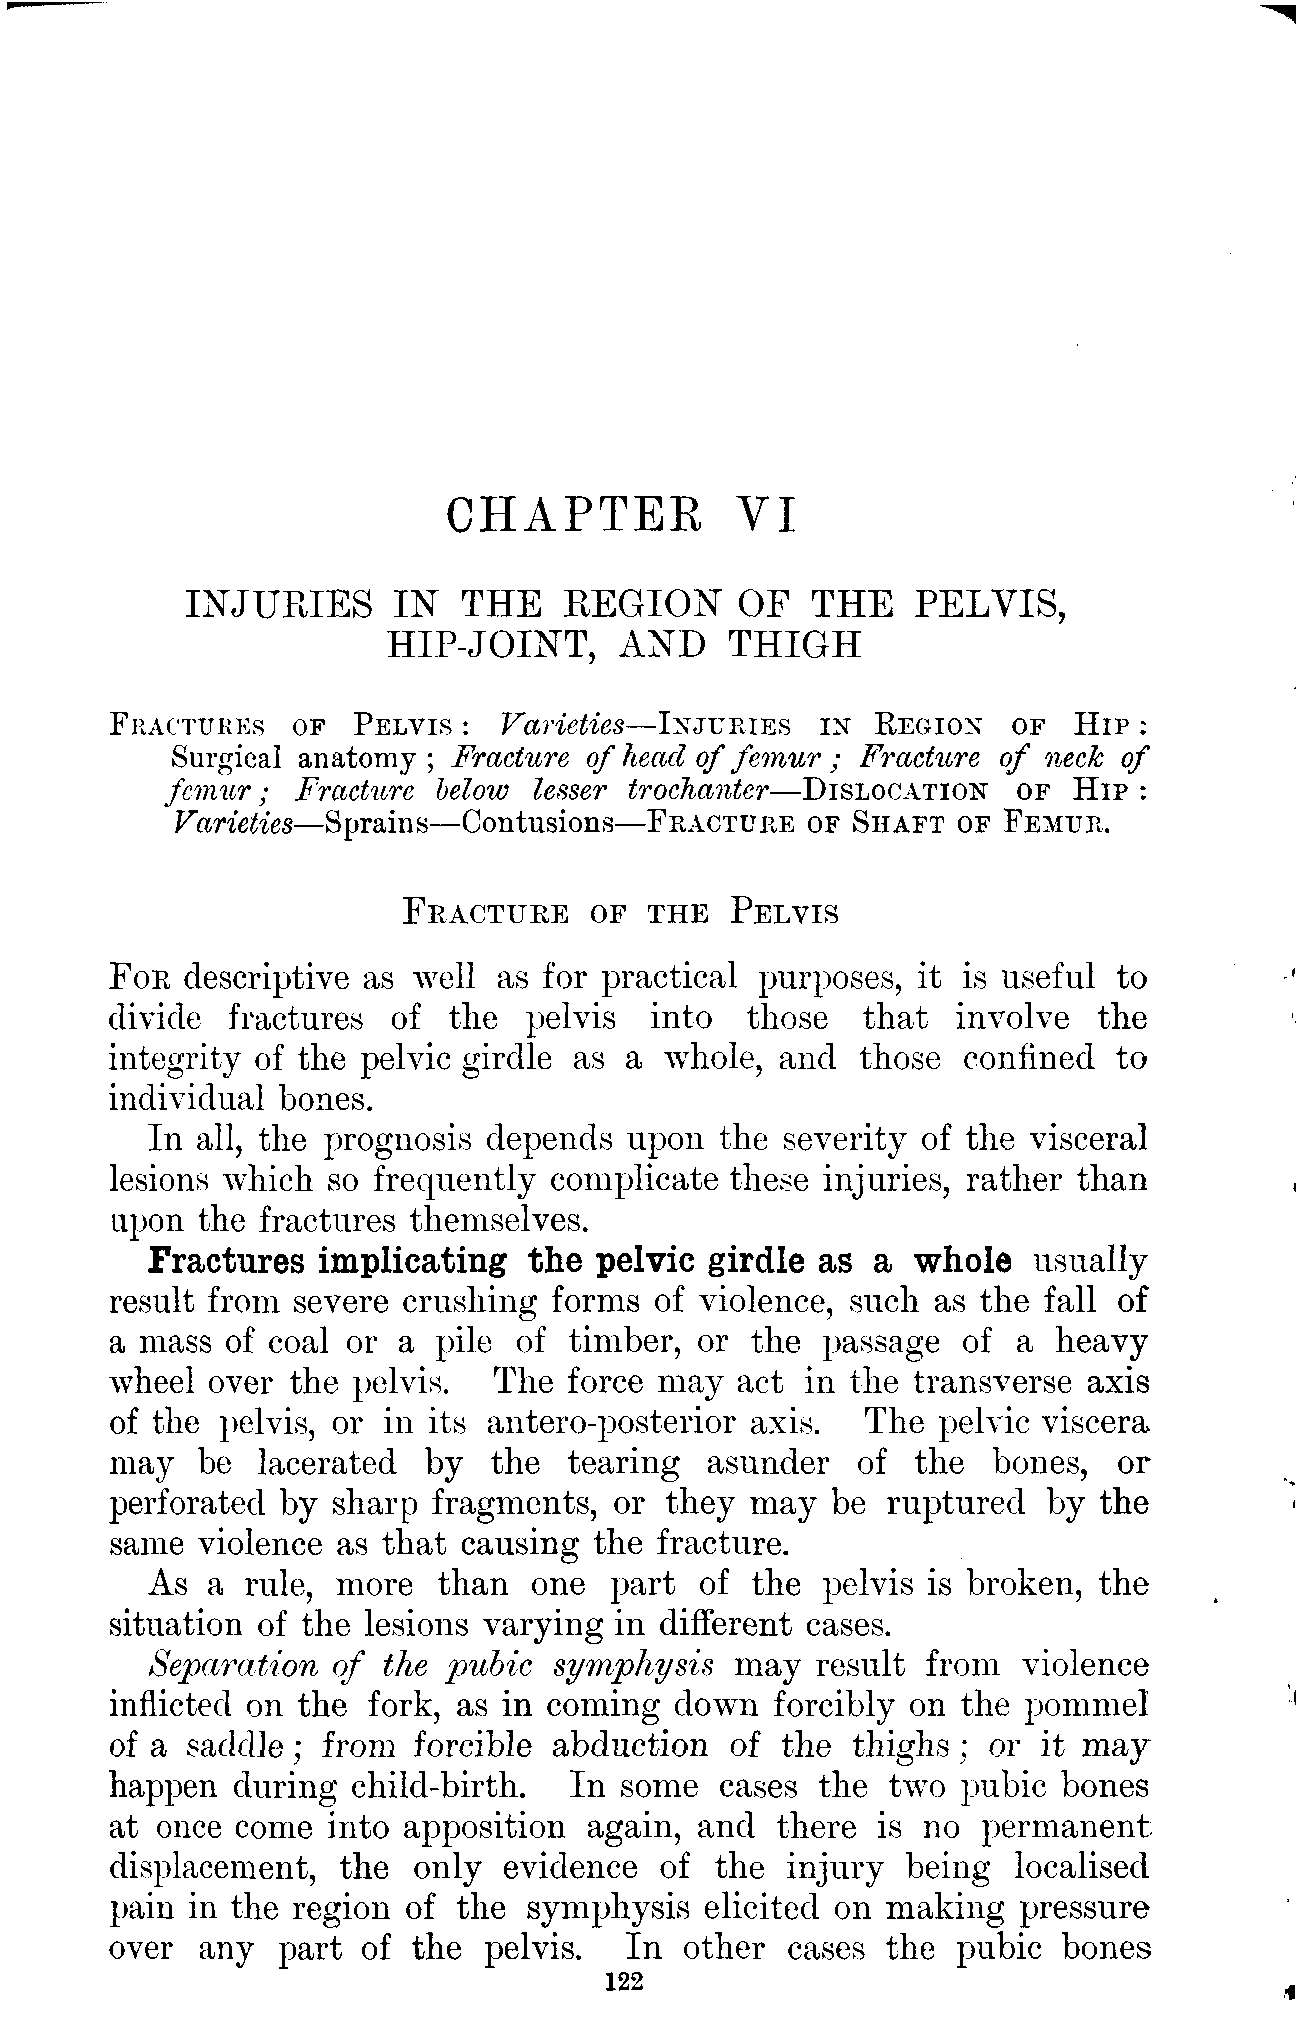 CHAPTER VI
INJURIES IN THE REGION OF THE PELVIS,
HIP-JOINT, AND THIGH
FRACTURES OF PELVIS: Varieties—INJURIES IN REGION OF HIP:
Surgical anatomy; Fracture of head of femur; Fracture of neck of
femur; Fracture below lesser trochanter—DISLOCATION OF HIP:
Varieties—Sprains—Contusions—FRACTURE OF SHAFT OF FEMUR.
FRACTURE OF THE PELVIS
FOR descriptive as well as for practical purposes, it is useful to
divide fractures of the pelvis into those that involve the
integrity of the pelvic girdle as a whole, and those confined to
individual bones.
In all, the prognosis depends upon the severity of the visceral
lesions which so frequently complicate these injuries, rather than
upon the fractures themselves.
Fractures implicating the pelvic girdle as a whole usually
result from severe crushing forms of violence, such as the fall of
a mass of coal or a pile of timber, or the passage of a heavy
wheel over the pelvis. The force may act in the transverse axis
of the pelvis, or in its antero-posterior axis. The pelvic viscera
may be lacerated by the tearing asunder of the bones, or
perforated by sharp fragments, or they may be ruptured by the
same violence as that causing the fracture.
As a rule, more than one part of the pelvis is broken, the
situation of the lesions varying in different cases.
Separation of the pubic symphysis may result from violence
inflicted on the fork, as in coming down forcibly on the pommel
of a saddle; from forcible abduction of the thighs; or it may
happen during child-birth. In some cases the two pubic bones
at once come into apposition again, and there is no permanent
displacement, the only evidence of the injury being localised
pain in the region of the symphysis elicited on making pressure
over any part of the pelvis. In other cases the pubic bones
122